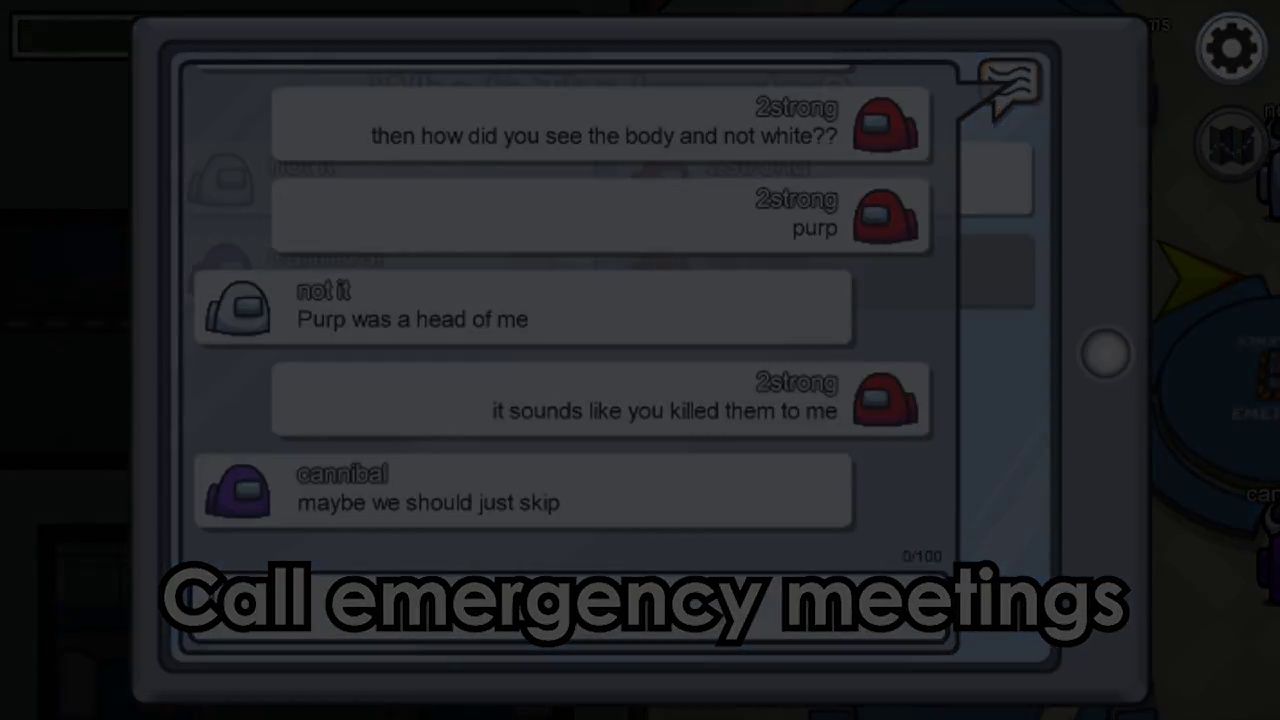 2strong
then how did you see the body and not white??
2strong
purp
not it
Purp was a head of me
2strong
it sounds like you killed them to me
cannibal
maybe we should just skip
0/100
Call emergency meetings